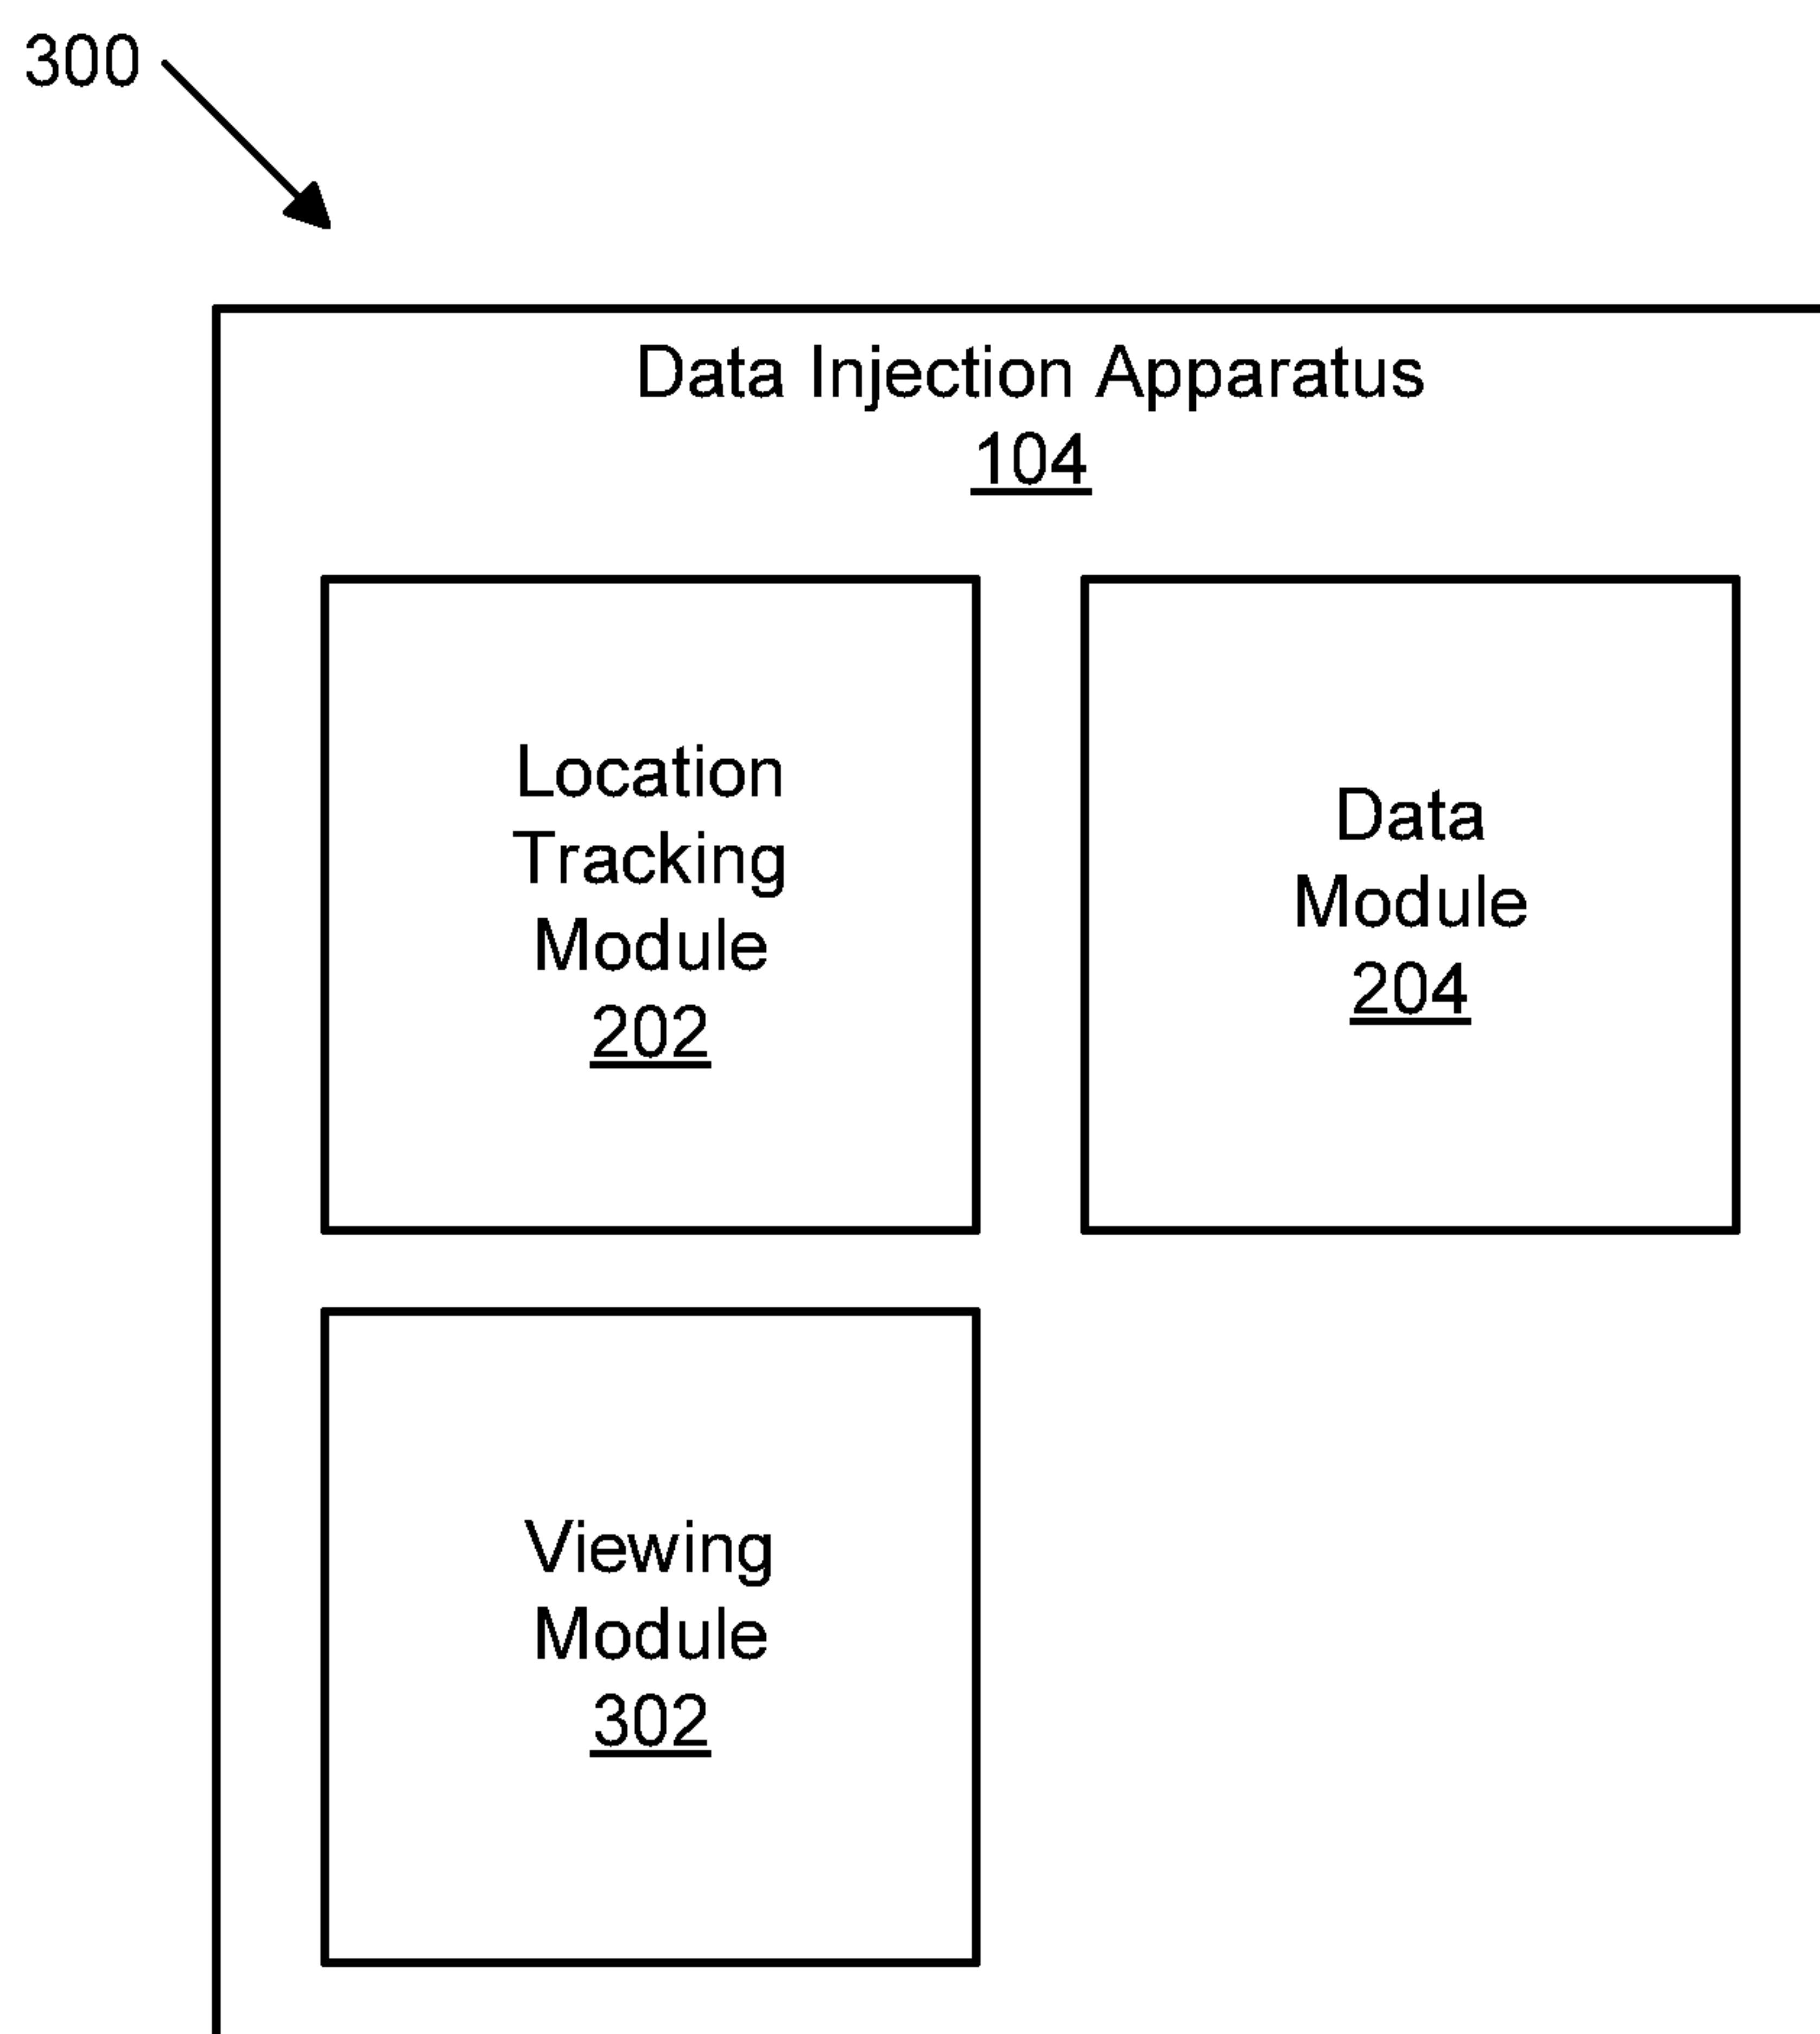 300
Data Injection Apparatus
104
Location
Tracking
Module
202
Data
Module
204
Viewing
Module
302